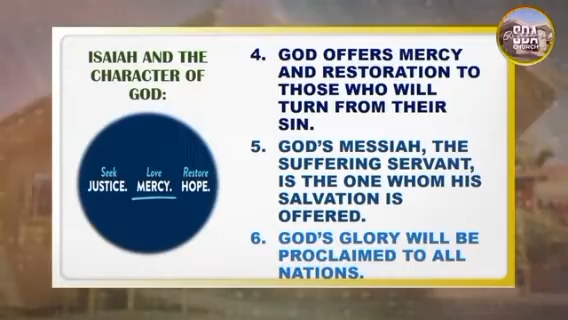 ISAIAH AND THE
CHARACTER OF
GOD:
Seek Love Restore
JUSTICE. MERCY. HOPE.
4. GOD OFFERS MERCY
AND RESTORATION TO
THOSE WHO WILL
TURN FROM THEIR
SIN.
5. GOD'S MESSIAH, THE
SUFFERING SERVANT,
IS THE ONE WHOM HIS
SALVATION IS
OFFERED.
6. GOD'S GLORY WILL BE
PROCLAIMED TO ALL
NATIONS.
SDA
CHURCH